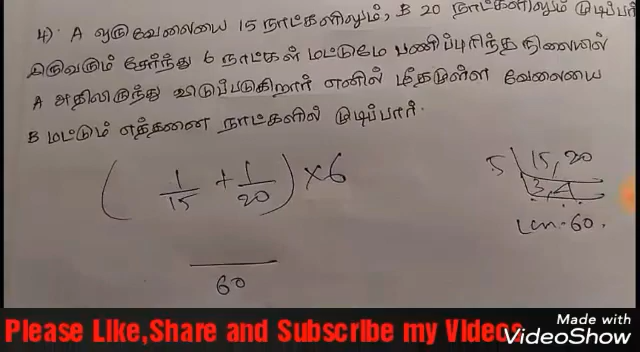 4) A ஒரு வேலையை 15 நாட்களிலும், B 20 நாட்களிலும் முடிப்பர்
இருவரும் சேர்ந்து 6 நாட்கள் மட்டுமே பணிப்புரிந்த நிலையில்
A அதிலிருந்து விடுபடுகிறார் எனில் மீதமுள்ள வேலையை
B மட்டும் எத்தனை நாட்களில் முடிப்பார்.
( 1/15 + 1/20 ) × 6
60
5 | 15, 20
3, 4
Lcm = 60.
Please Like,Share and Subscribe my Videos
Made with
VideoShow